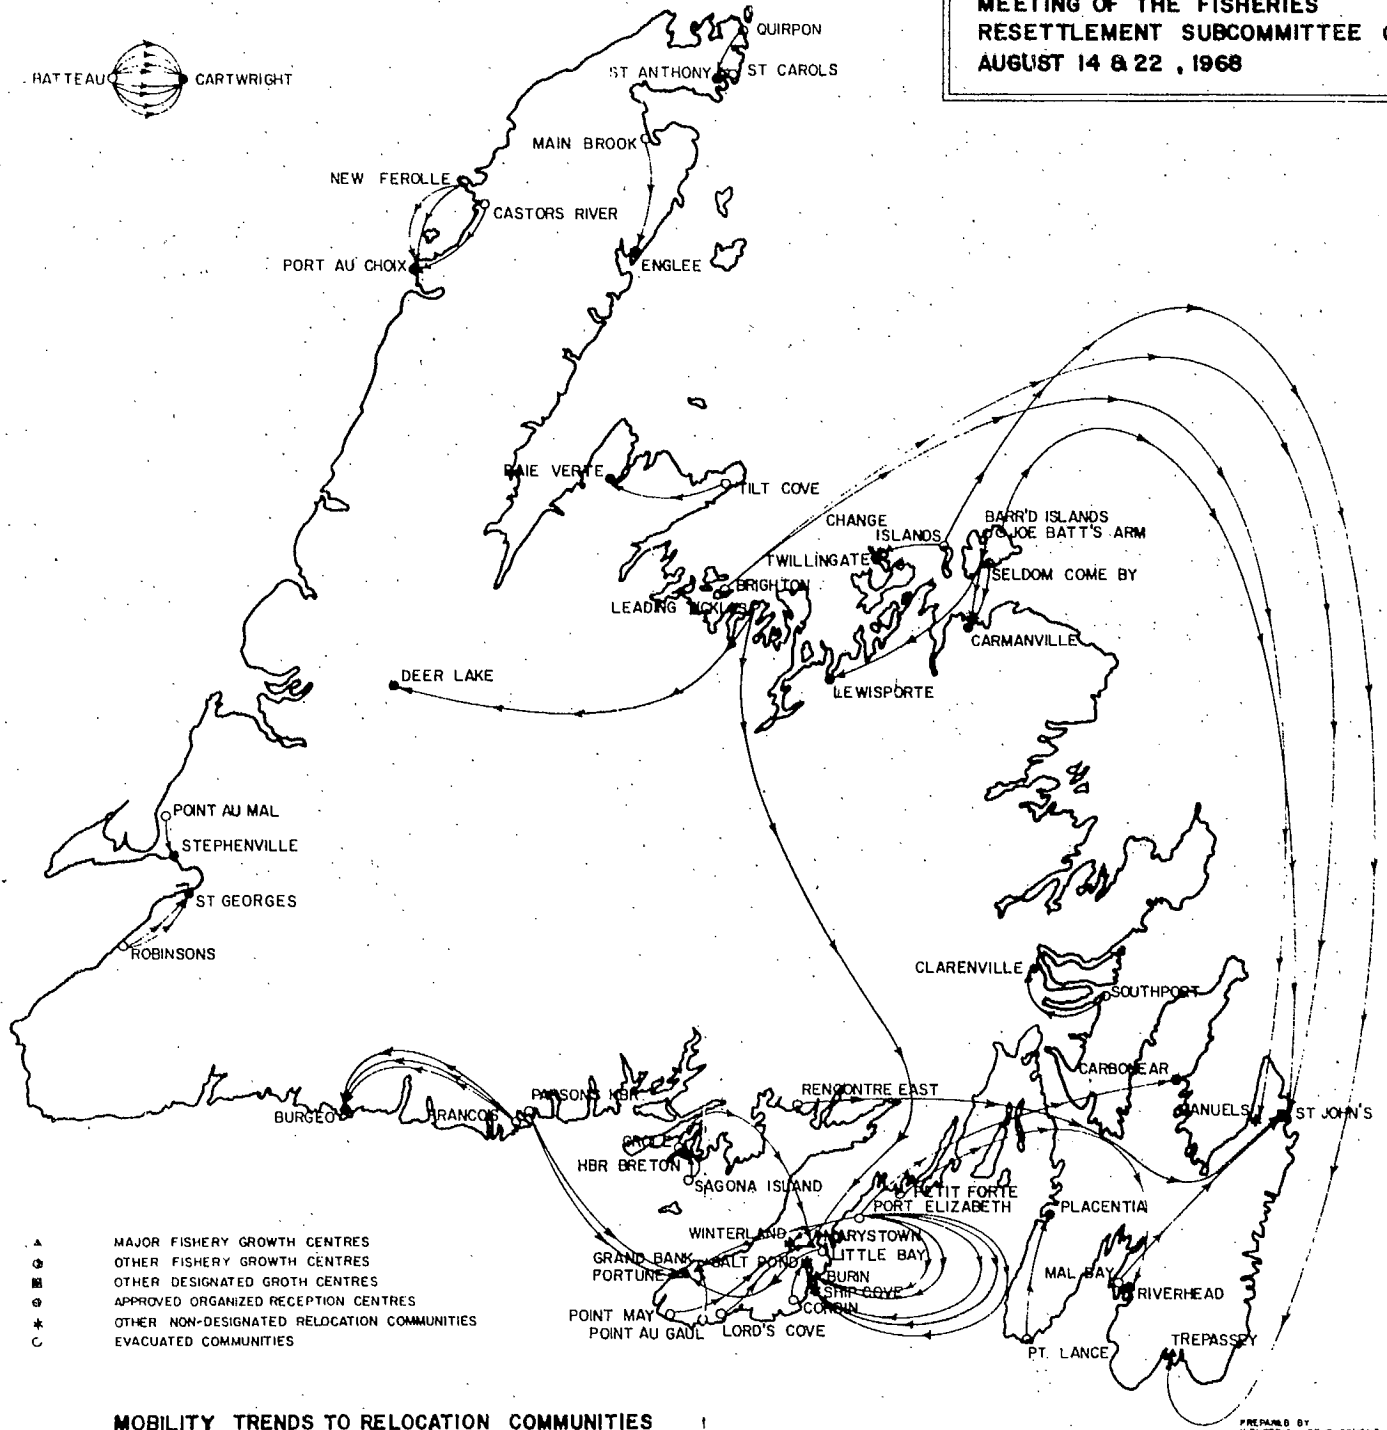 MEETING OF THE FISHERIES
RESETTLEMENT SUBCOMMITTEE
AUGUST 14 & 22 , 1968
QUIRPON
ST ANTHONY
ST CAROLS
BATTEAU
CARTWRIGHT
MAIN BROOK
NEW FEROLLE
CASTORS RIVER
PORT AU CHOIX
ENGLEE
BAIE VERTE
TILT COVE
CHANGE
ISLANDS
BARR'D ISLANDS
JOE BATT'S ARM
TWILLINGATE
SELDOM COME BY
BRIGHTON
LEADING TICKLES
CARMANVILLE
DEER LAKE
LEWISPORTE
POINT AU MAL
STEPHENVILLE
ST GEORGES
ROBINSONS
CLARENVILLE
SOUTHPORT
CARBONEAR
PARSONS HBR
RENCONTRE EAST
BURGEO
FRANCOIS
MANUELS
ST JOHN'S
GROLE
HBR BRETON
SAGONA ISLAND
PETIT FORTE
PORT ELIZABETH
PLACENTIA
WINTERLAND
MARYSTOWN
LITTLE BAY
GRAND BANK
SALT POND
FORTUNE
BURIN
SHIP COVE
CORBIN
MAL BAY
RIVERHEAD
POINT MAY
POINT AU GAUL
LORD'S COVE
PT. LANCE
TREPASSEY
MAJOR FISHERY GROWTH CENTRES
OTHER FISHERY GROWTH CENTRES
OTHER DESIGNATED GROTH CENTRES
APPROVED ORGANIZED RECEPTION CENTRES
OTHER NON-DESIGNATED RELOCATION COMMUNITIES
EVACUATED COMMUNITIES
MOBILITY TRENDS TO RELOCATION COMMUNITIES
PREPARED BY